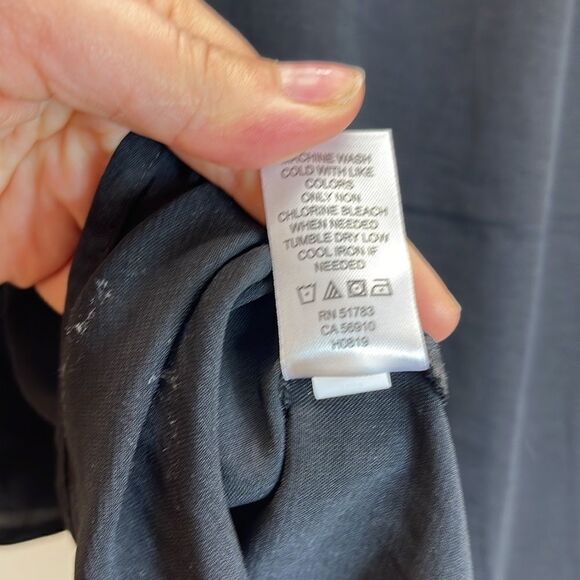 MACHINE WASH
COLD WITH LIKE
COLORS
ONLY NON
CHLORINE BLEACH
WHEN NEEDED
TUMBLE DRY LOW
COOL IRON IF
NEEDED
RN 51783
CA 56910
H0819